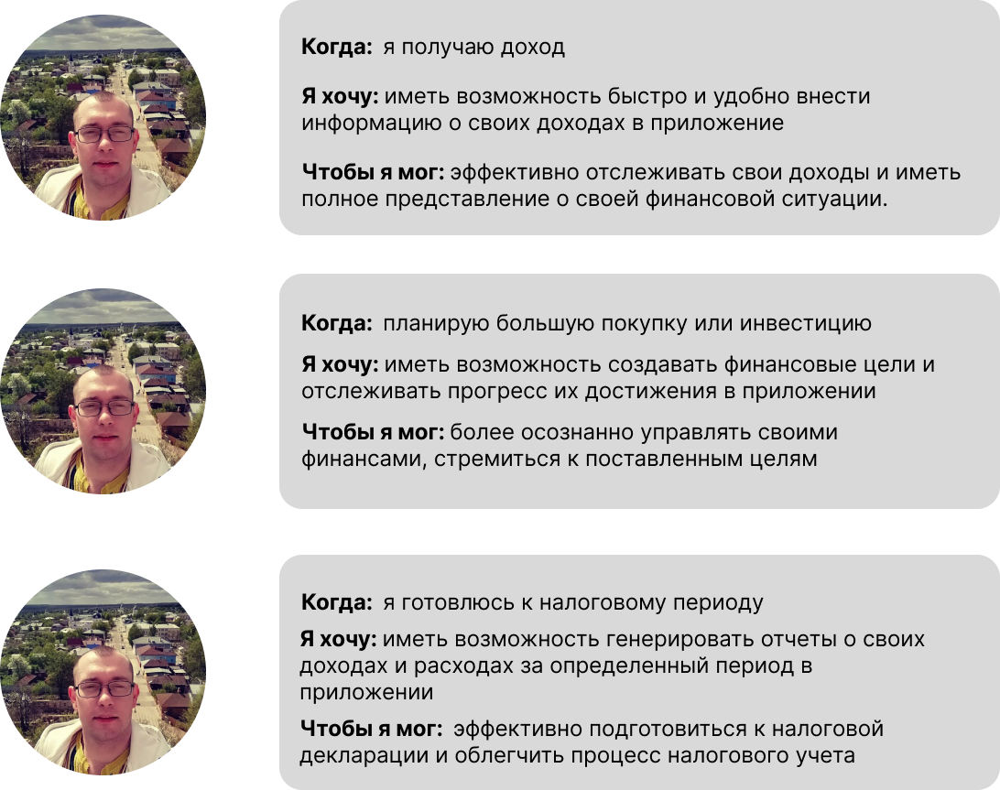 Когда: я получаю доход
Я хочу: иметь возможность быстро и удобно внести
информацию о своих доходах в приложение
Чтобы я мог: эффективно отслеживать свои доходы и иметь
полное представление о своей финансовой ситуации.
Когда: планирую большую покупку или инвестицию
Я хочу: иметь возможность создавать финансовые цели и
отслеживать прогресс их достижения в приложении
Чтобы я мог: более осознанно управлять своими
финансами, стремиться к поставленным целям
Когда: я готовлюсь к налоговому периоду
Я хочу: иметь возможность генерировать отчеты о своих
доходах и расходах за определенный период в
приложении
Чтобы я мог: эффективно подготовиться к налоговой
декларации и облегчить процесс налогового учета